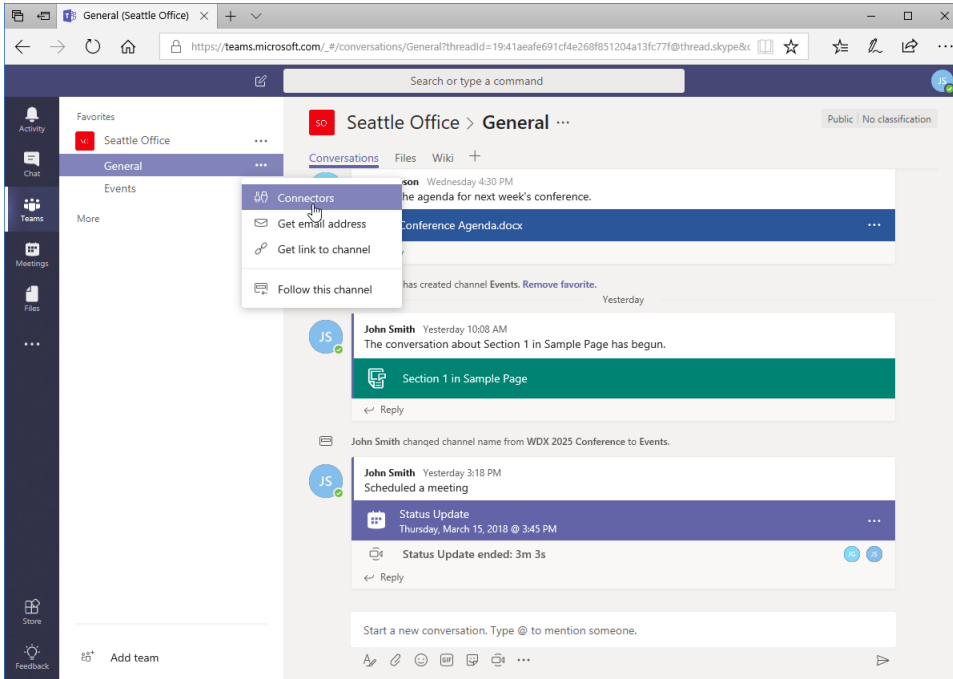 General (Seattle Office)
https://teams.microsoft.com/_#/conversations/General?threadId=19:41aeafe691cf4e268f851204a13fc77f@thread.skype&c
Search or type a command
JS
Activity
Chat
Teams
Meetings
Files
Store
Feedback
Favorites
SO Seattle Office
General
Events
More
Add team
Connectors
Get email address
Get link to channel
Follow this channel
SO Seattle Office > General
Public No classification
Conversations Files Wiki
son Wednesday 4:30 PM
he agenda for next week's conference.
Conference Agenda.docx
has created channel Events. Remove favorite.
Yesterday
JS
John Smith Yesterday 10:08 AM
The conversation about Section 1 in Sample Page has begun.
Section 1 in Sample Page
Reply
John Smith changed channel name from WDX 2025 Conference to Events.
JS
John Smith Yesterday 3:18 PM
Scheduled a meeting
Status Update
Thursday, March 15, 2018 @ 3:45 PM
Status Update ended: 3m 3s
JG JS
Reply
Start a new conversation. Type @ to mention someone.
GIF